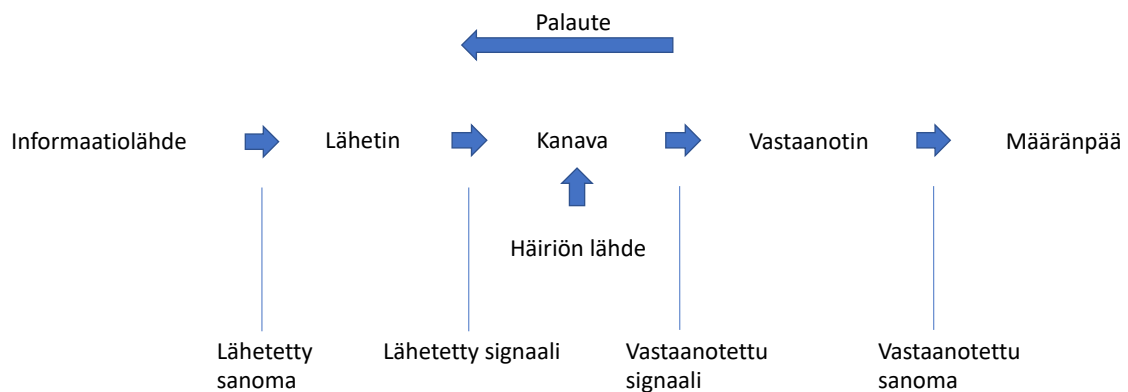 Palaute
Informaatiolähde
Lähetin
Kanava
Vastaanotin
Määränpää
Häiriön lähde
Lähetetty
sanoma
Lähetetty signaali
Vastaanotettu
signaali
Vastaanotettu
sanoma